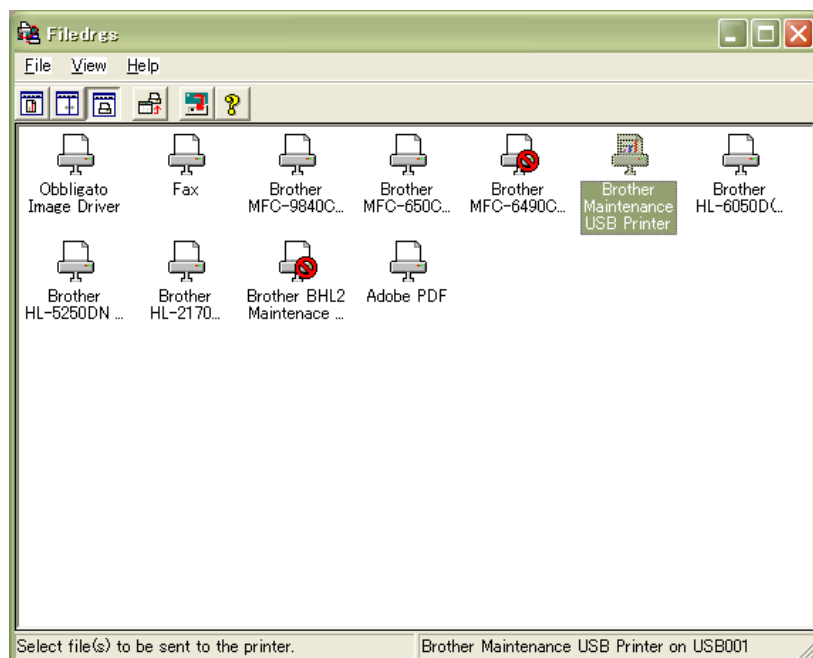 Filedrgs
File View Help
Obbligato
Image Driver
Fax
Brother
MFC-9840C...
Brother
MFC-650C...
Brother
MFC-6490C...
Brother
Maintenance
USB Printer
Brother
HL-6050D(...
Brother
HL-5250DN ...
Brother
HL-2170...
Brother BHL2
Maintenace ...
Adobe PDF
Select file(s) to be sent to the printer.
Brother Maintenance USB Printer on USB001